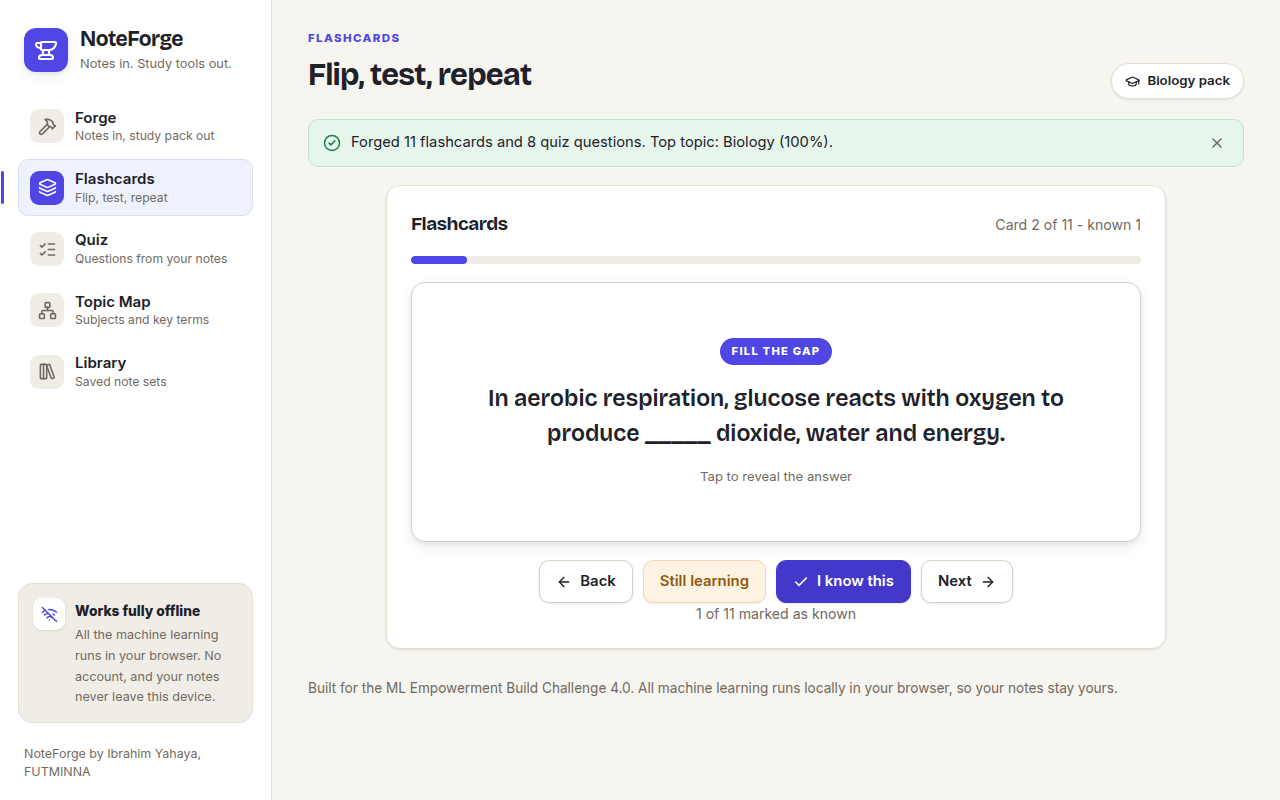 NoteForge
Notes in. Study tools out.
Forge
Notes in, study pack out
Flashcards
Flip, test, repeat
Quiz
Questions from your notes
Topic Map
Subjects and key terms
Library
Saved note sets
Works fully offline
All the machine learning
runs in your browser. No
account, and your notes
never leave this device.
NoteForge by Ibrahim Yahaya,
FUTMINNA
FLASHCARDS
Flip, test, repeat
Biology pack
Forged 11 flashcards and 8 quiz questions. Top topic: Biology (100%).
Flashcards
Card 2 of 11 - known 1
FILL THE GAP
In aerobic respiration, glucose reacts with oxygen to
produce _____ dioxide, water and energy.
Tap to reveal the answer
Back
Still learning
I know this
Next
1 of 11 marked as known
Built for the ML Empowerment Build Challenge 4.0. All machine learning runs locally in your browser, so your notes stay yours.